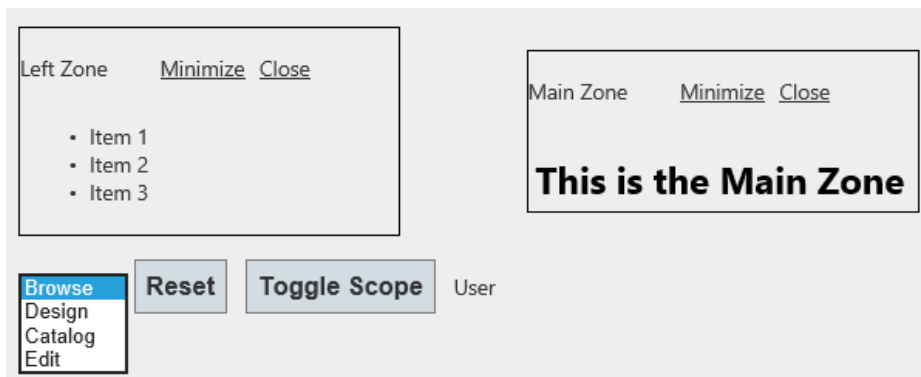 Left Zone Minimize Close
Item 1
Item 2
Item 3
Main Zone Minimize Close
This is the Main Zone
Browse
Design
Catalog
Edit
Reset
Toggle Scope
User